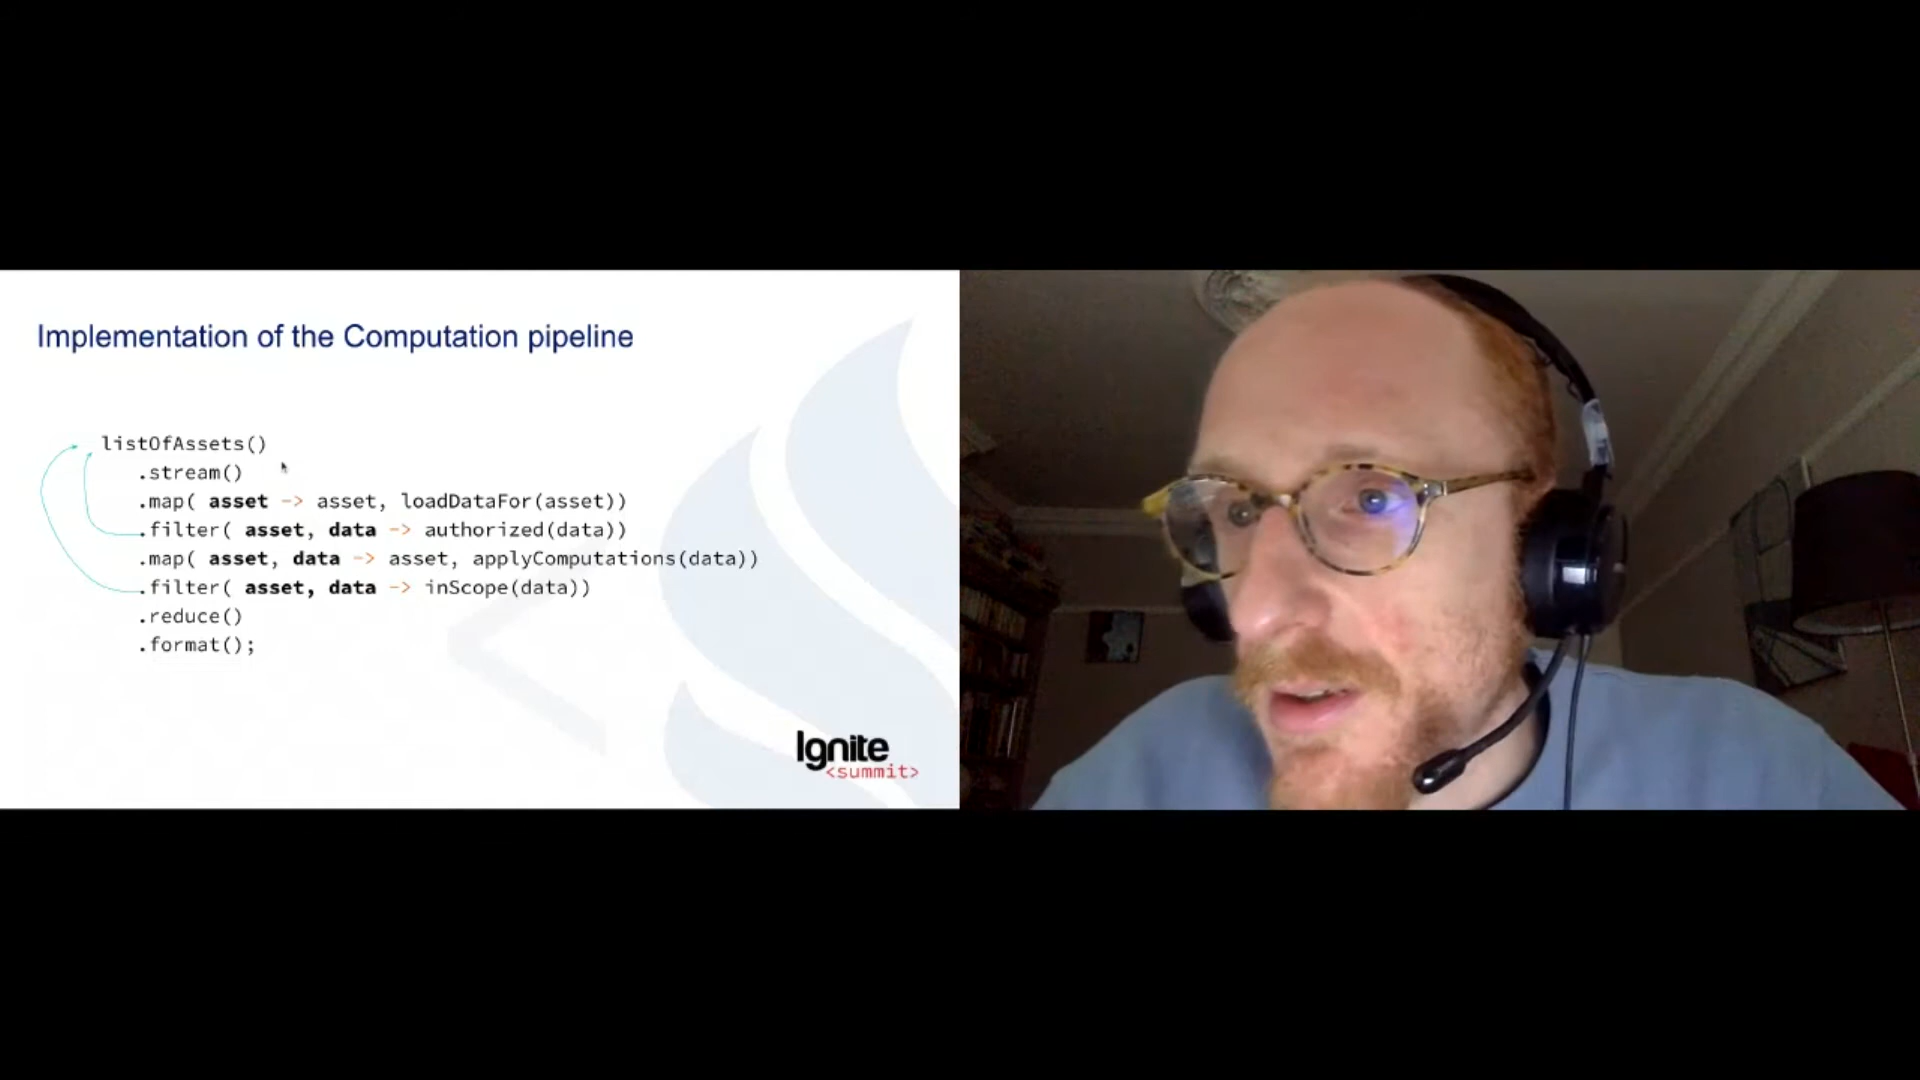 Implementation of the Computation pipeline
listOfAssets()
.stream()
.map( asset -> asset, loadDataFor(asset))
.filter( asset, data -> authorized(data))
.map( asset, data -> asset, applyComputations(data))
.filter( asset, data -> inScope(data))
.reduce()
.format();
Ignite
<summit>